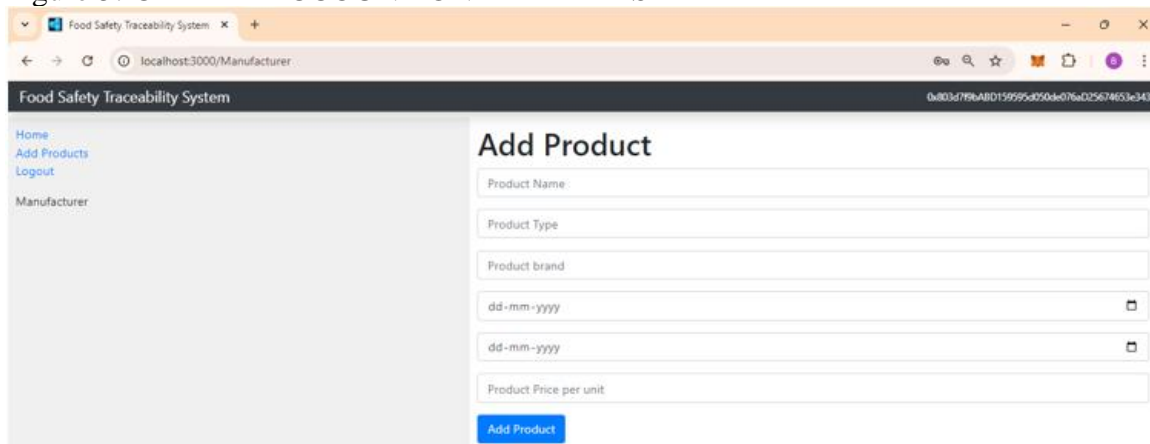 Food Safety Traceability System
localhost:3000/Manufacturer
Food Safety Traceability System
Home
Add Products
Logout
Manufacturer
Add Product
Product Name
Product Type
Product brand
dd-mm-yyyy
dd-mm-yyyy
Product Price per unit
Add Product